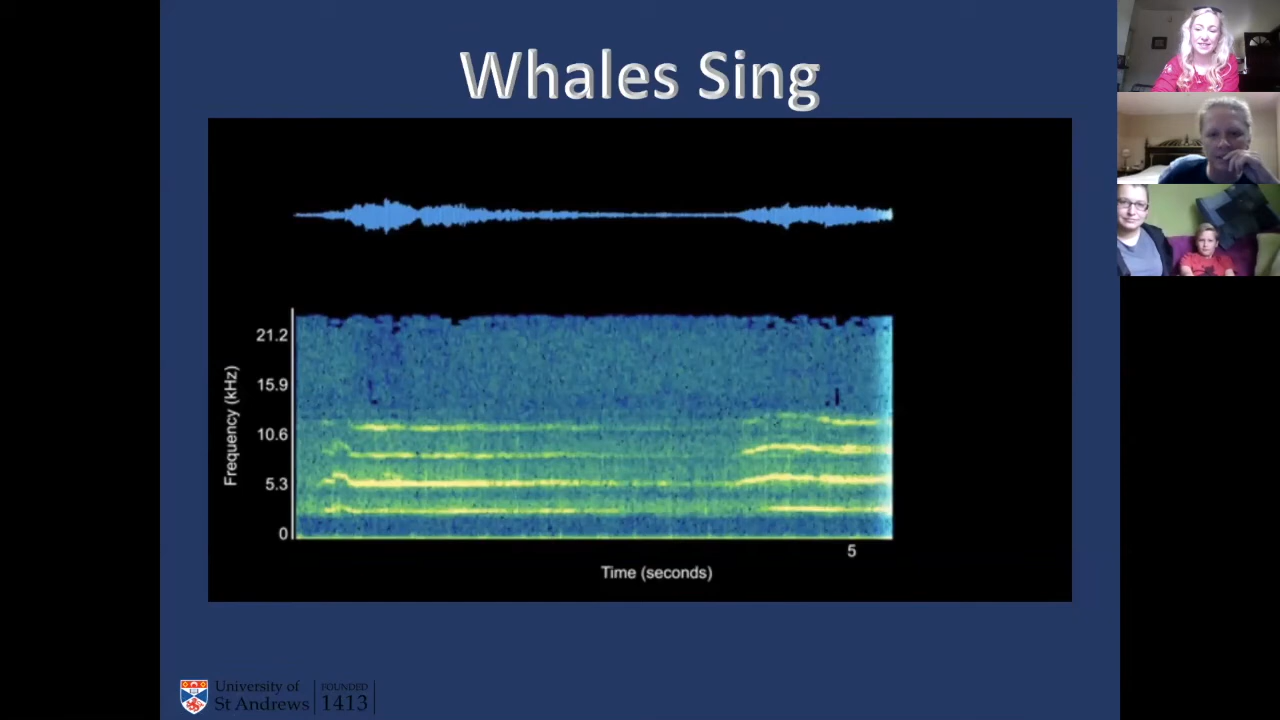 Whales Sing
21.2
15.9
10.6
5.3
0
Frequency (kHz)
5
Time (seconds)
University of
St Andrews
FOUNDED
1413